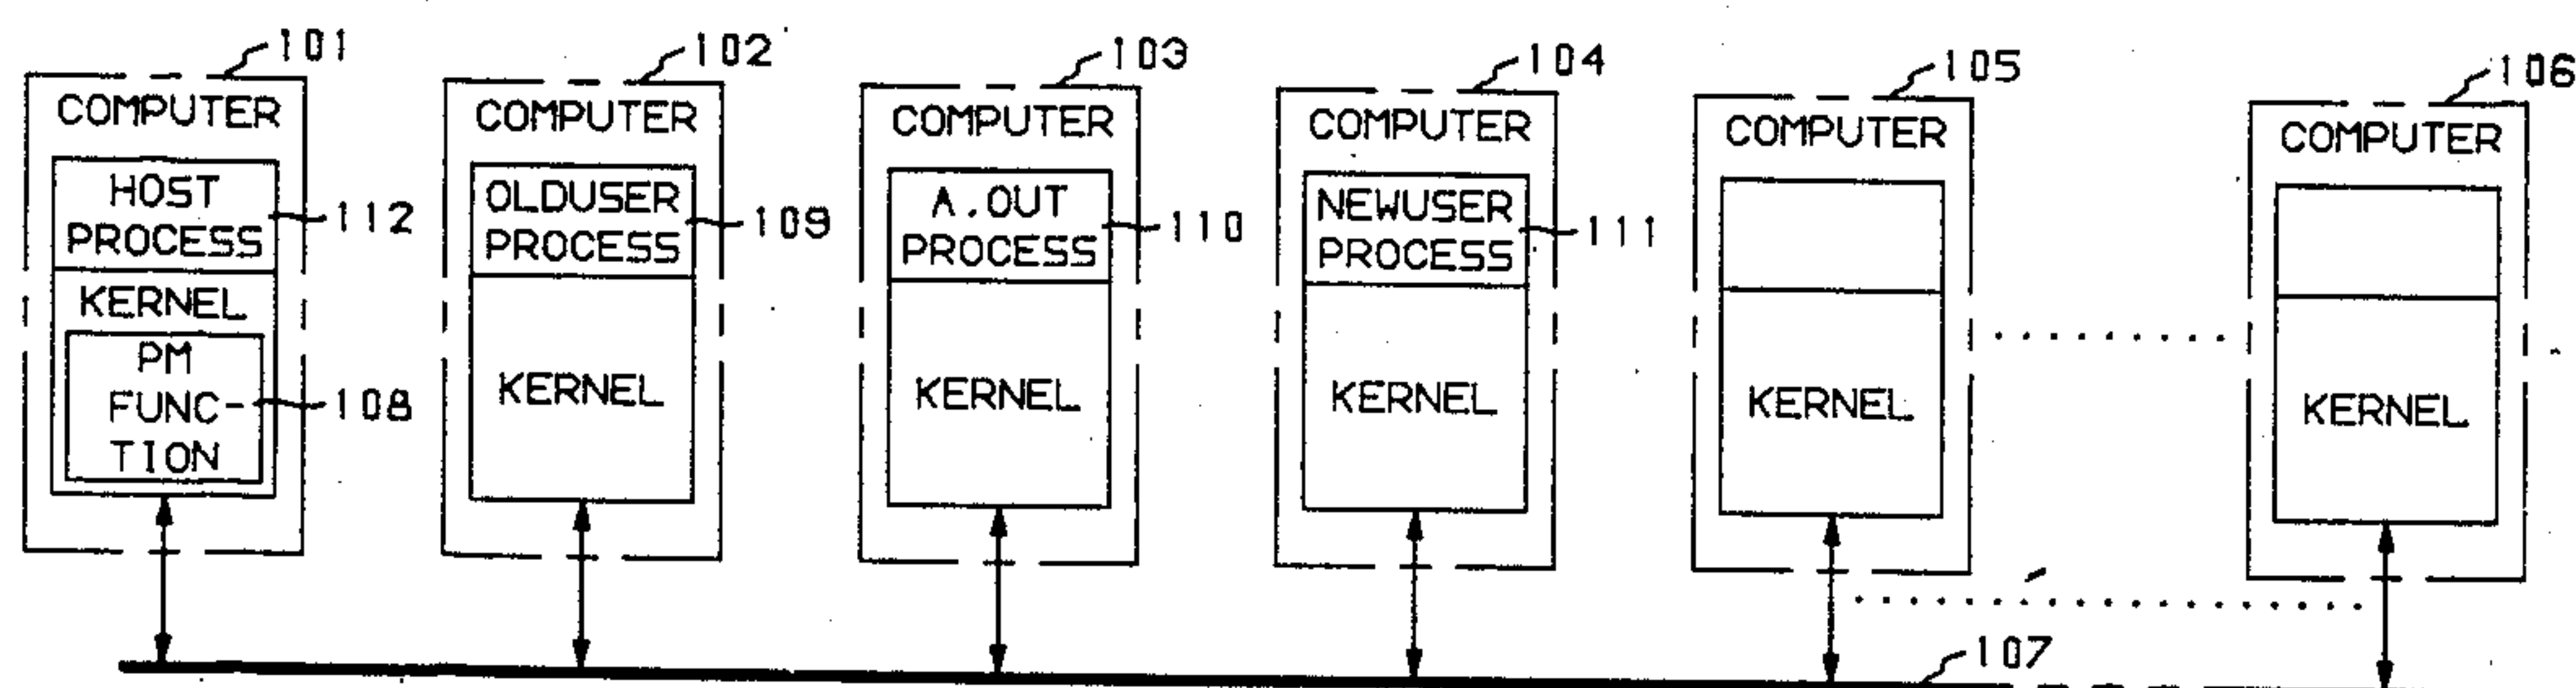 101
COMPUTER
HOST
PROCESS
112
KERNEL
PM
FUNC-
TION
108
102
COMPUTER
OLDUSER
PROCESS
109
KERNEL
103
COMPUTER
A.OUT
PROCESS
110
KERNEL
104
COMPUTER
NEWUSER
PROCESS
111
KERNEL
105
COMPUTER
KERNEL
106
COMPUTER
KERNEL
107